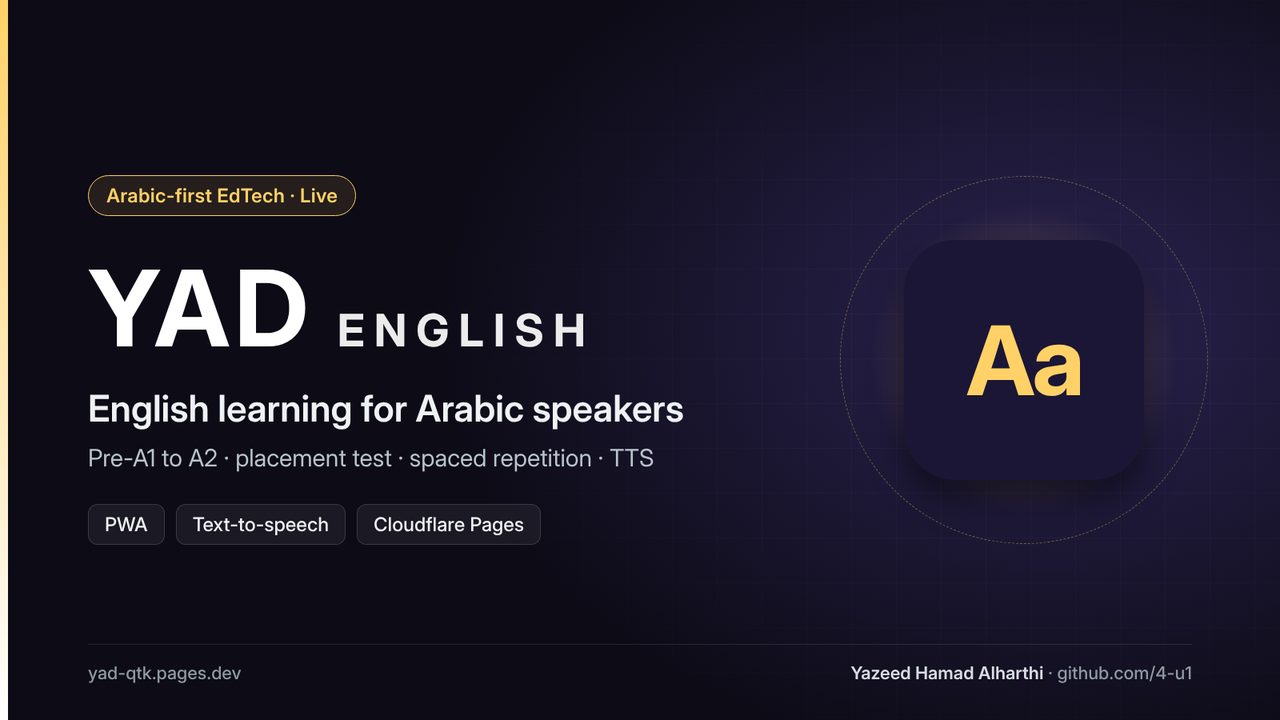 Arabic-first EdTech · Live
YAD ENGLISH
English learning for Arabic speakers
Pre-A1 to A2 · placement test · spaced repetition · TTS
PWA
Text-to-speech
Cloudflare Pages
Aa
yad-qtk.pages.dev
Yazeed Hamad Alharthi · github.com/4-u1